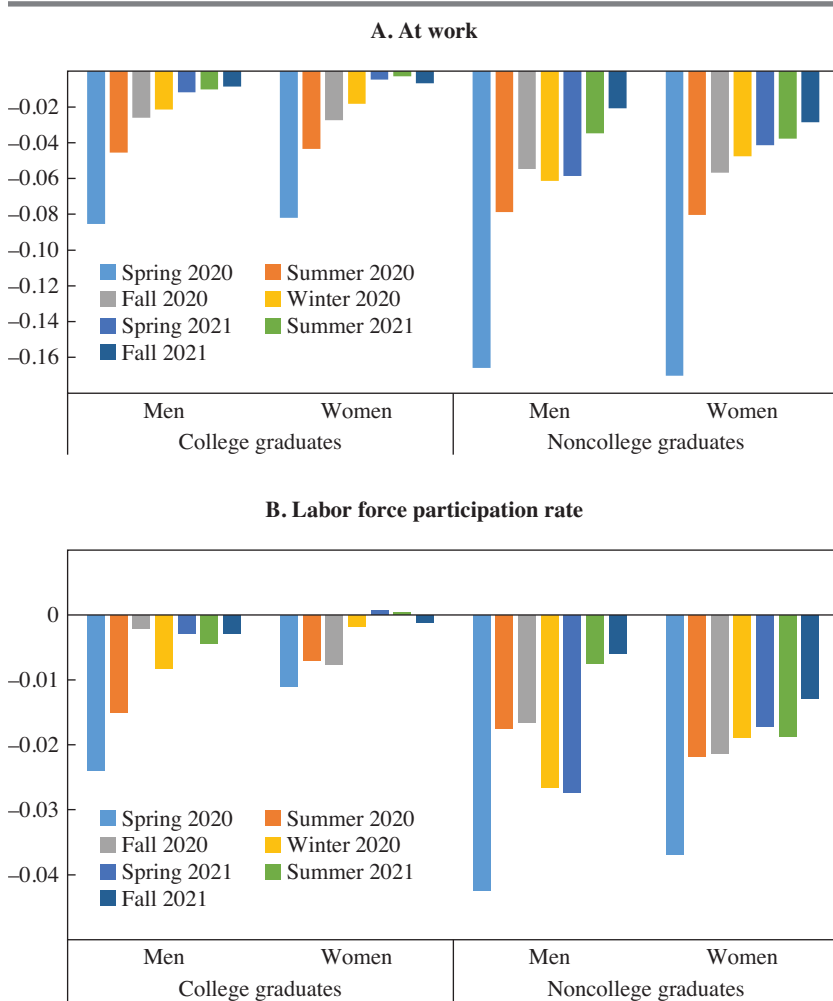 A. At work
–0.02
–0.04
–0.06
–0.08
–0.10
–0.12
–0.14
–0.16
Spring 2020 Summer 2020
Fall 2020 Winter 2020
Spring 2021 Summer 2021
Fall 2021
Men Women Men Women
College graduates Noncollege graduates
B. Labor force participation rate
0
–0.01
–0.02
–0.03
–0.04
Spring 2020 Summer 2020
Fall 2020 Winter 2020
Spring 2021 Summer 2021
Fall 2021
Men Women Men Women
College graduates Noncollege graduates